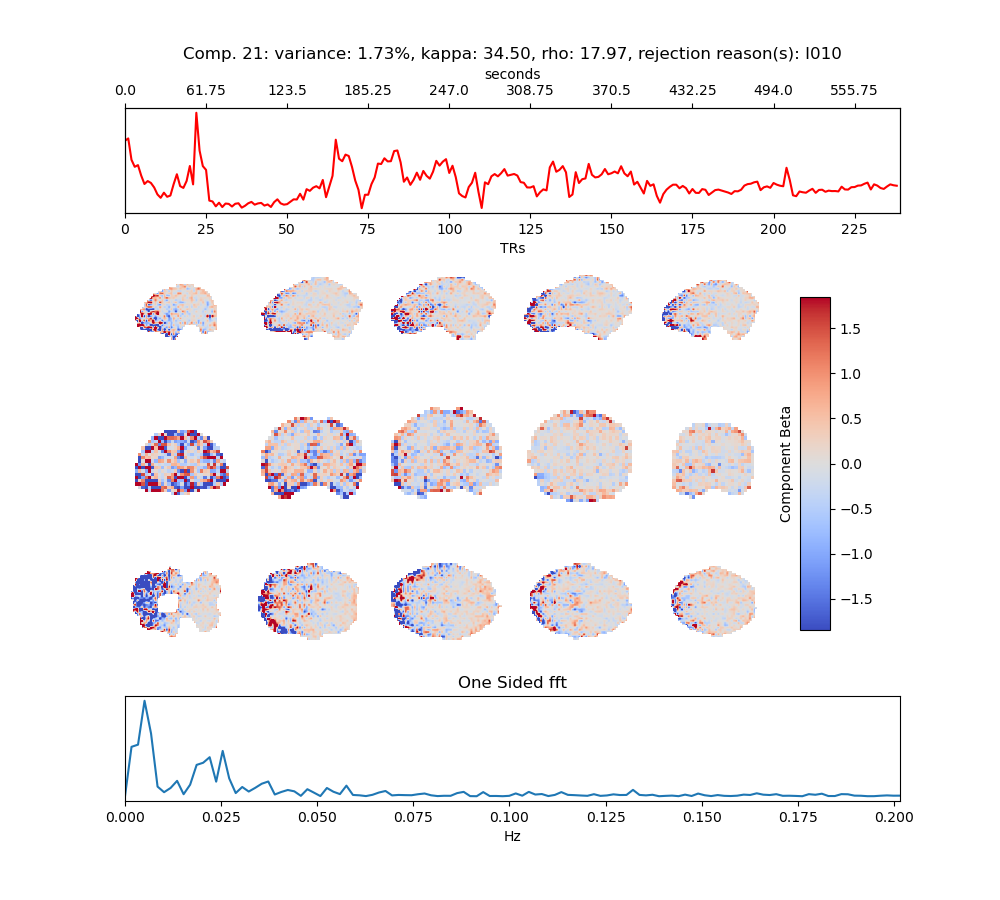 Comp. 21: variance: 1.73%, kappa: 34.50, rho: 17.97, rejection reason(s): I010
seconds
0.0 61.75 123.5 185.25 247.0 308.75 370.5 432.25 494.0 555.75
0 25 50 75 100 125 150 175 200 225
TRs
1.5
1.0
0.5
0.0
−0.5
−1.0
−1.5
Component Beta
One Sided fft
0.000 0.025 0.050 0.075 0.100 0.125 0.150 0.175 0.200
Hz